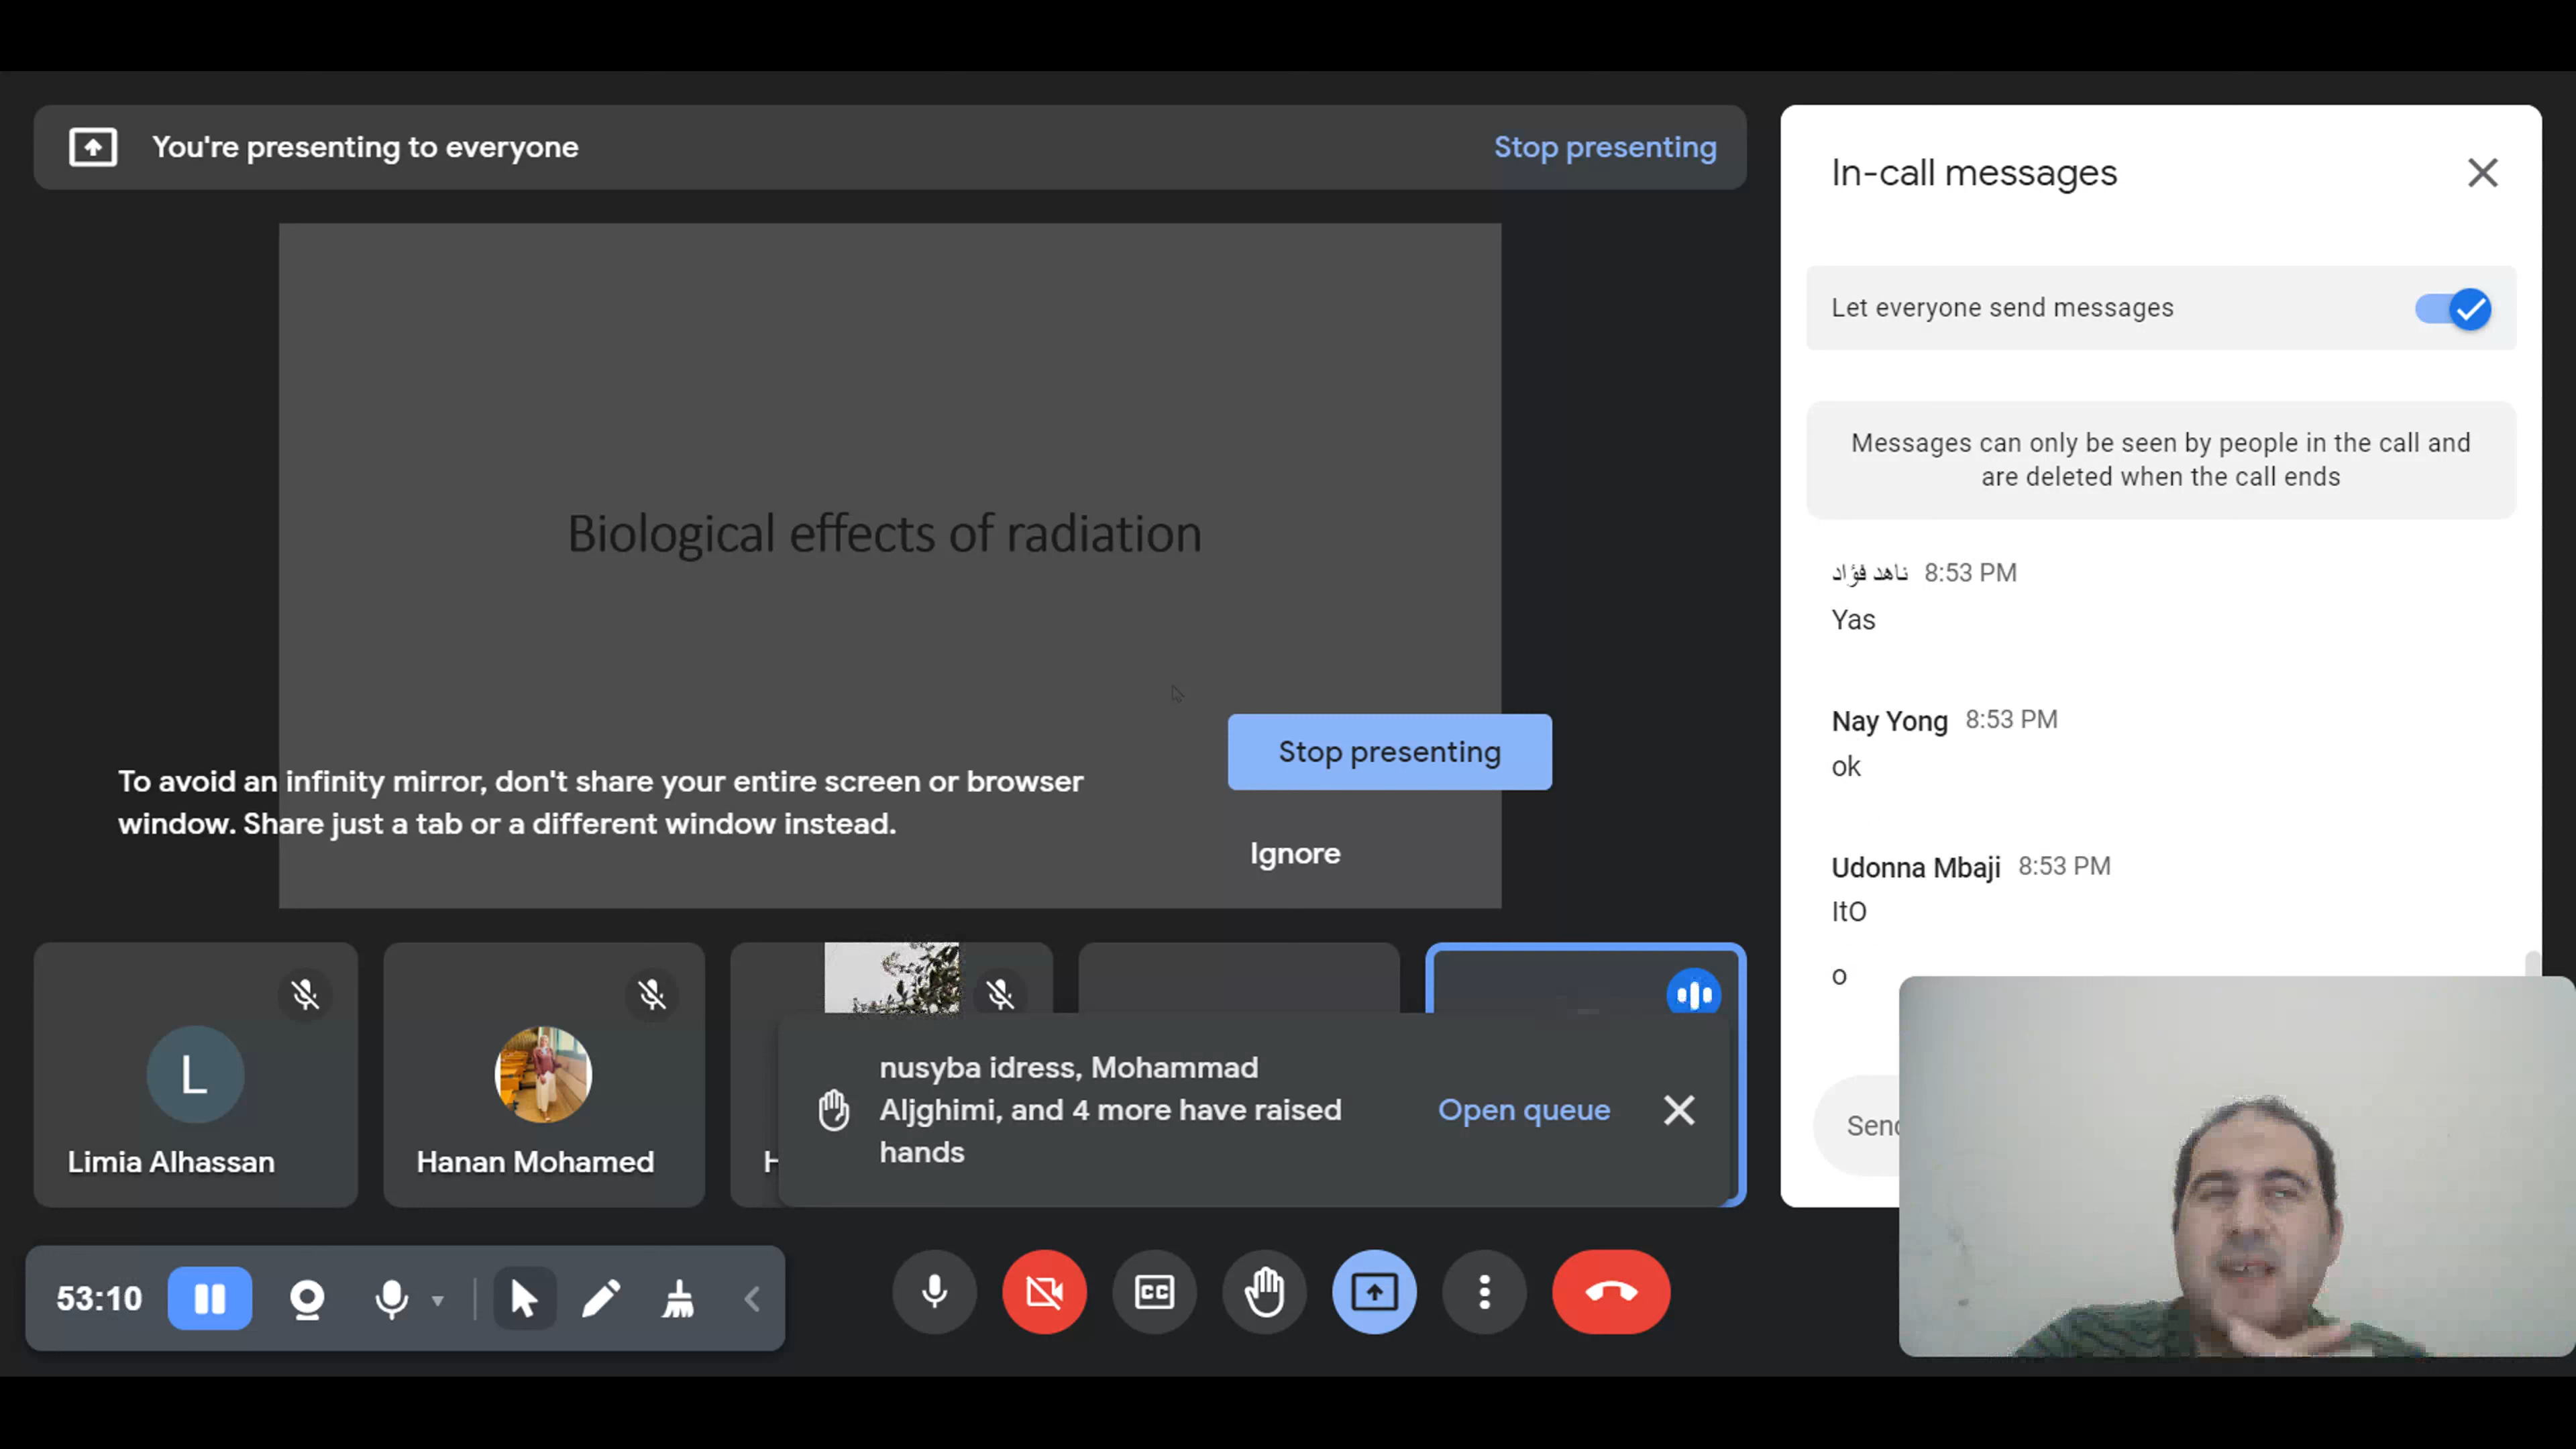 You're presenting to everyone
Stop presenting
Biological effects of radiation
To avoid an infinity mirror, don't share your entire screen or browser
window. Share just a tab or a different window instead.
Stop presenting
Ignore
L
Limia Alhassan
Hanan Mohamed
H
nusyba idress, Mohammad
Aljghimi, and 4 more have raised
hands
Open queue
53:10
CC
In-call messages
Let everyone send messages
Messages can only be seen by people in the call and
are deleted when the call ends
ناهد فؤاد 8:53 PM
Yas
Nay Yong 8:53 PM
ok
Udonna Mbaji 8:53 PM
ItO
o